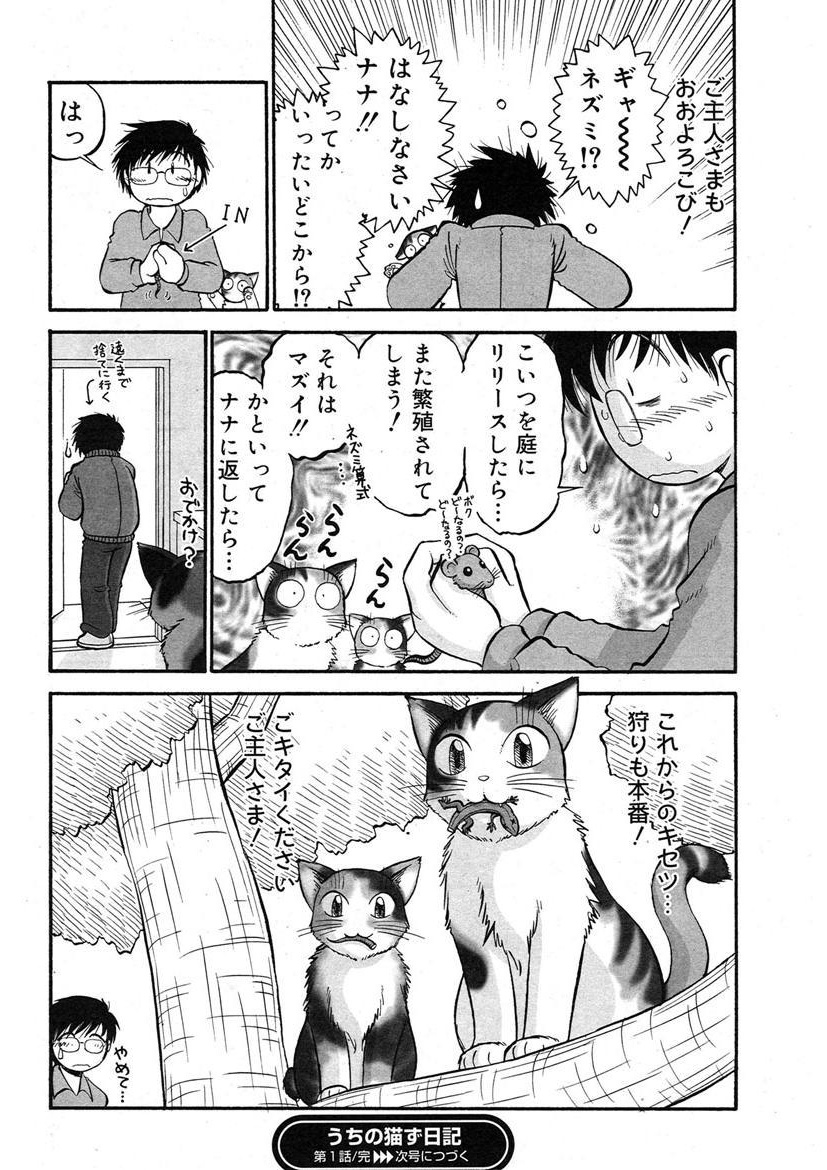 ご主人さまも
おおよろこび!
ギャ〜〜
ネズミ!?
はなしなさい
ナナ!!
ってか
いったいどこから!?
はっ
IN
こいつを庭に
リリースしたら…
また繁殖されて
しまう!
ボク
ど〜なるの?
ど〜なるの?
それは
マズイ!!
ネズミ算式
…
かといって
ナナに返したら…
らん
らん
らん
遠くまで
捨てに行く
おでかけ?
これからのキセツ…
狩りも本番!
ごキタイください
ご主人さま!
やめて…
うちの猫ず日記
第1話/完▶▶▶次号につづく